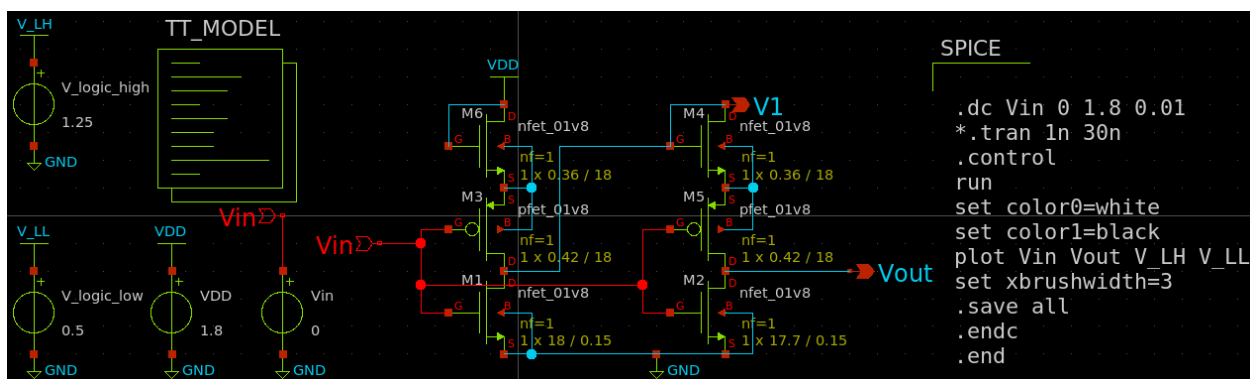 V_LH
TT_MODEL
+
V_logic_high
1.25
GND
VDD
M6
D
G
B
S
nfet_01v8
nf=1
1 x 0.36 / 18
M4
D
V1
G
B
S
nfet_01v8
nf=1
1 x 0.36 / 18
SPICE
.dc Vin 0 1.8 0.01
*.tran 1n 30n
.control
run
set color0=white
set color1=black
plot Vin Vout V_LH V_LL
set xbrushwidth=3
.save all
.endc
.end
Vin
Vin
M3
S
G
B
D
pfet_01v8
nf=1
1 x 0.42 / 18
M5
S
G
B
D
pfet_01v8
nf=1
1 x 0.42 / 18
Vout
V_LL
+
V_logic_low
0.5
GND
VDD
+
VDD
1.8
GND
+
Vin
0
GND
M1
D
G
B
S
nfet_01v8
nf=1
1 x 18 / 0.15
M2
D
G
B
S
nfet_01v8
nf=1
1 x 17.7 / 0.15
GND